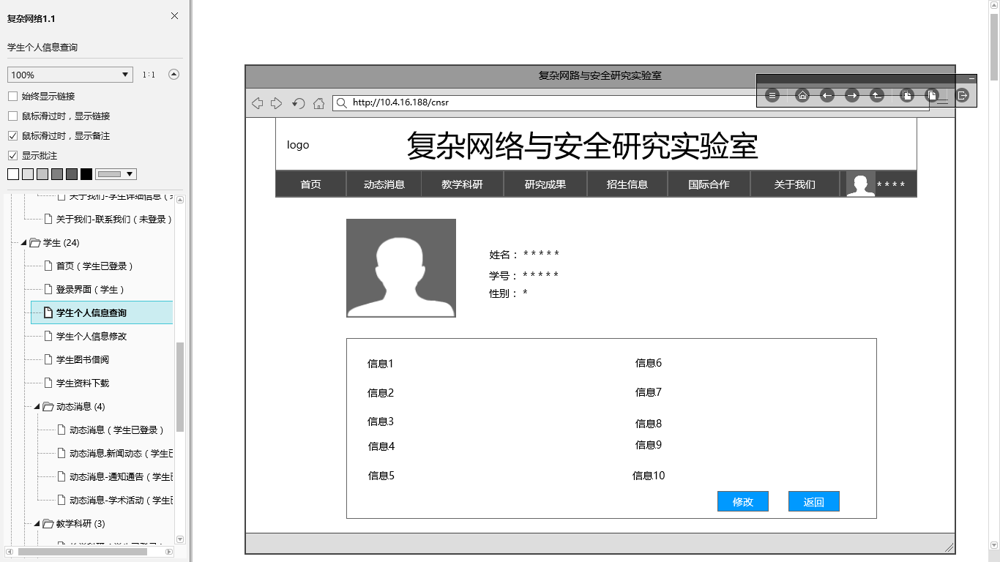 复杂网络1.1
学生个人信息查询
100%
1:1
始终显示链接
鼠标滑过时，显示链接
鼠标滑过时，显示备注
显示批注
关于我们-学生详细信息（
关于我们-联系我们（未登录）
学生 (24)
首页（学生已登录）
登录界面（学生）
学生个人信息查询
学生个人信息修改
学生图书借阅
学生资料下载
动态消息 (4)
动态消息（学生已登录）
动态消息.新闻动态（学生已
动态消息-通知通告（学生已
动态消息-学术活动（学生已
教学科研 (3)
复杂网路与安全研究实验室
http://10.4.16.188/cnsr
logo
复杂网络与安全研究实验室
首页 动态消息 教学科研 研究成果 招生信息 国际合作 关于我们 ****
姓名：*****
学号：*****
性别：*
信息1 信息6
信息2 信息7
信息3 信息8
信息4 信息9
信息5 信息10
修改 返回